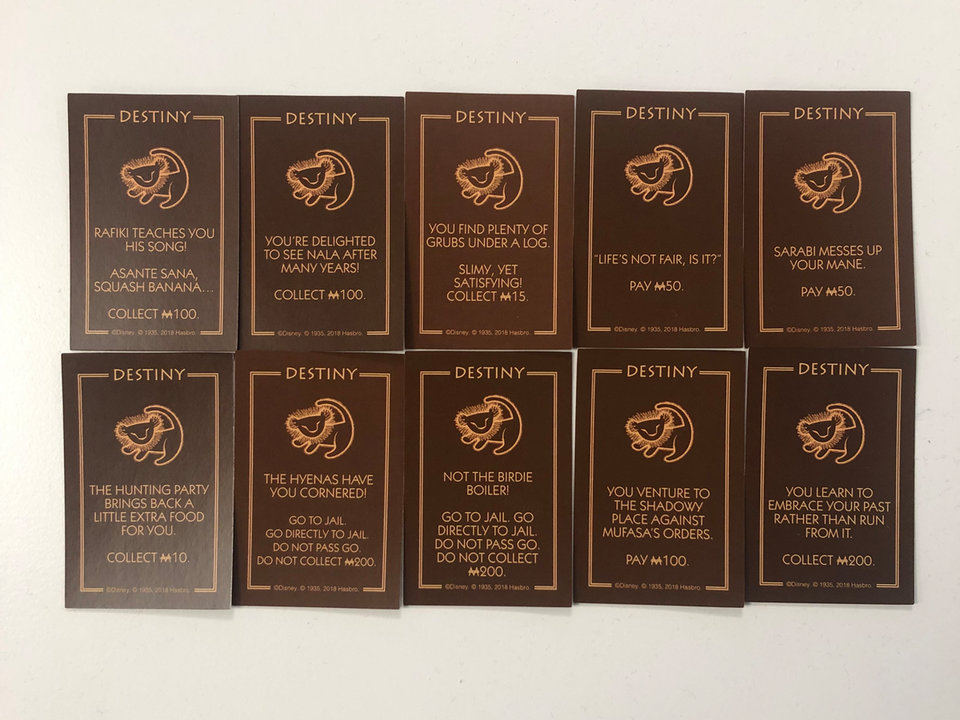 DESTINY
RAFIKI TEACHES YOU
HIS SONG!
ASANTE SANA,
SQUASH BANANA...
COLLECT ₩100.
©Disney. © 1935, 2018 Hasbro.
DESTINY
YOU'RE DELIGHTED
TO SEE NALA AFTER
MANY YEARS!
COLLECT ₩100.
©Disney. © 1935, 2018 Hasbro.
DESTINY
YOU FIND PLENTY OF
GRUBS UNDER A LOG.
SLIMY, YET
SATISFYING!
COLLECT ₩15.
©Disney. © 1935, 2018 Hasbro.
DESTINY
"LIFE'S NOT FAIR, IS IT?"
PAY ₩50.
©Disney. © 1935, 2018 Hasbro.
DESTINY
SARABI MESSES UP
YOUR MANE.
PAY ₩50.
©Disney. © 1935, 2018 Hasbro.
DESTINY
THE HUNTING PARTY
BRINGS BACK A
LITTLE EXTRA FOOD
FOR YOU.
COLLECT ₩10.
©Disney. © 1935, 2018 Hasbro.
DESTINY
THE HYENAS HAVE
YOU CORNERED!
GO TO JAIL.
GO DIRECTLY TO JAIL.
DO NOT PASS GO.
DO NOT COLLECT ₩200.
©Disney. © 1935, 2018 Hasbro.
DESTINY
NOT THE BIRDIE
BOILER!
GO TO JAIL. GO
DIRECTLY TO JAIL.
DO NOT PASS GO.
DO NOT COLLECT
₩200.
©Disney. © 1935, 2018 Hasbro.
DESTINY
YOU VENTURE TO
THE SHADOWY
PLACE AGAINST
MUFASA'S ORDERS.
PAY ₩100.
©Disney. © 1935, 2018 Hasbro.
DESTINY
YOU LEARN TO
EMBRACE YOUR PAST
RATHER THAN RUN
FROM IT.
COLLECT ₩200.
©Disney. © 1935, 2018 Hasbro.